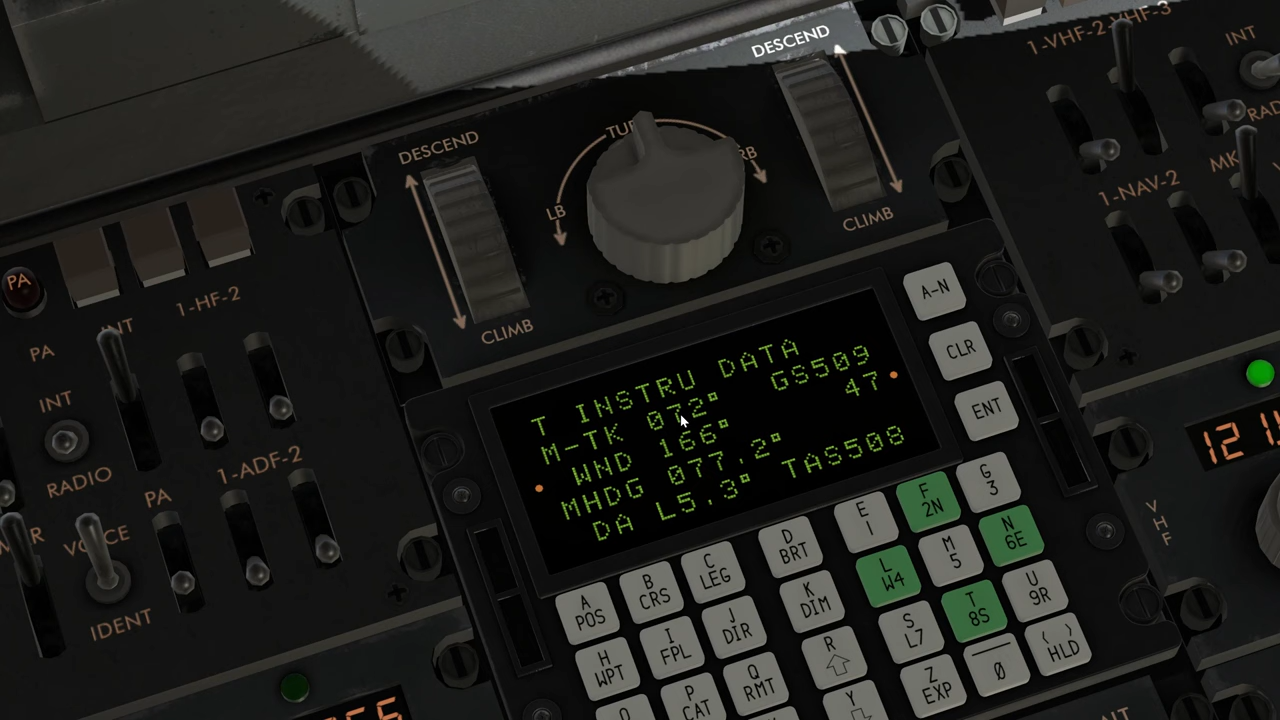 DESCEND
1-VHF-2-VHF-3
INT
DESCEND
LB
CLIMB
CLIMB
1-NAV-2
PA
1-HF-2
INT
PA
INT
RADIO
1-ADF-2
PA
VOICE
IDENT
T INSTRU DATA
M-TK 072° GS509
WND 166° 47
MHDG 077.2°
DA L5.3° TAS508
A-N
CLR
ENT
A POS
B CRS
C LEG
D BRT
E 1
F 2N
G 3
H WPT
I FPL
J DIR
K DIM
L W4
M 5
N 6E
P CAT
Q RMT
R
S L7
T 8S
U 9R
Y
Z EXP
0
( ) HLD
VHF